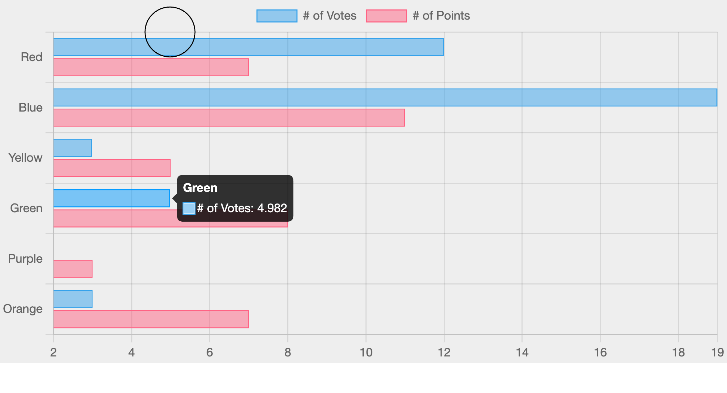 # of Votes # of Points
Red
Blue
Yellow
Green
Green
# of Votes: 4.982
Purple
Orange
2 4 6 8 10 12 14 16 18 19